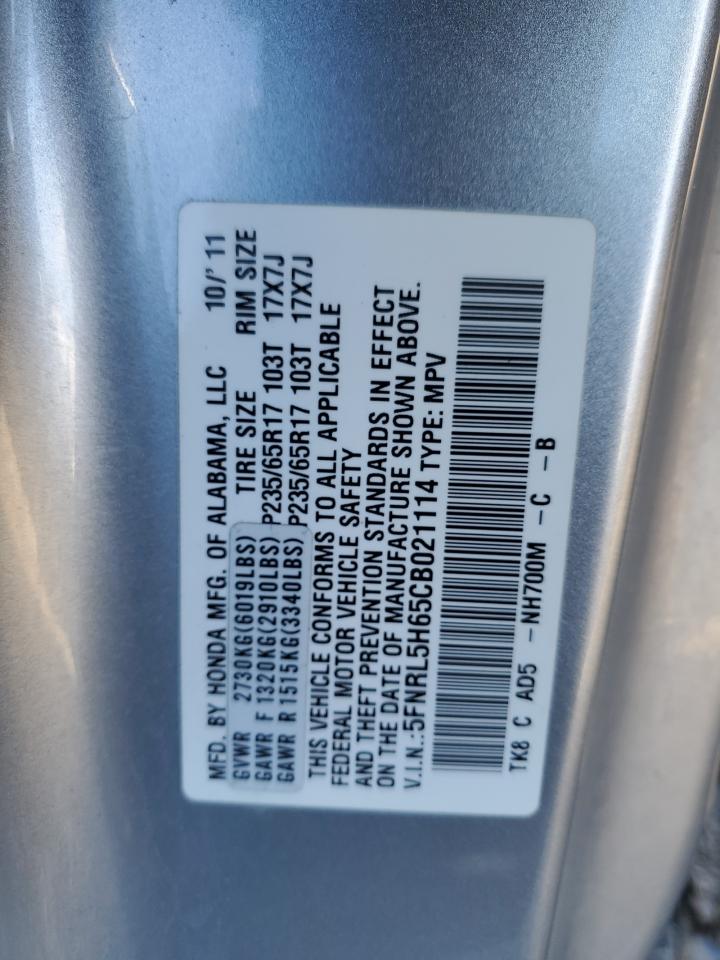 MFD. BY HONDA MFG. OF ALABAMA, LLC 10/'11
GVWR 2730KG(6019LBS) TIRE SIZE RIM SIZE
GAWR F 1320KG(2910LBS) P235/65R17 103T 17X7J
GAWR R 1515KG(3340LBS) P235/65R17 103T 17X7J
THIS VEHICLE CONFORMS TO ALL APPLICABLE
FEDERAL MOTOR VEHICLE SAFETY
AND THEFT PREVENTION STANDARDS IN EFFECT
ON THE DATE OF MANUFACTURE SHOWN ABOVE.
V.I.N.:5FNRL5H65CB021114 TYPE: MPV
TK8 C AD5 -NH700M -C -B